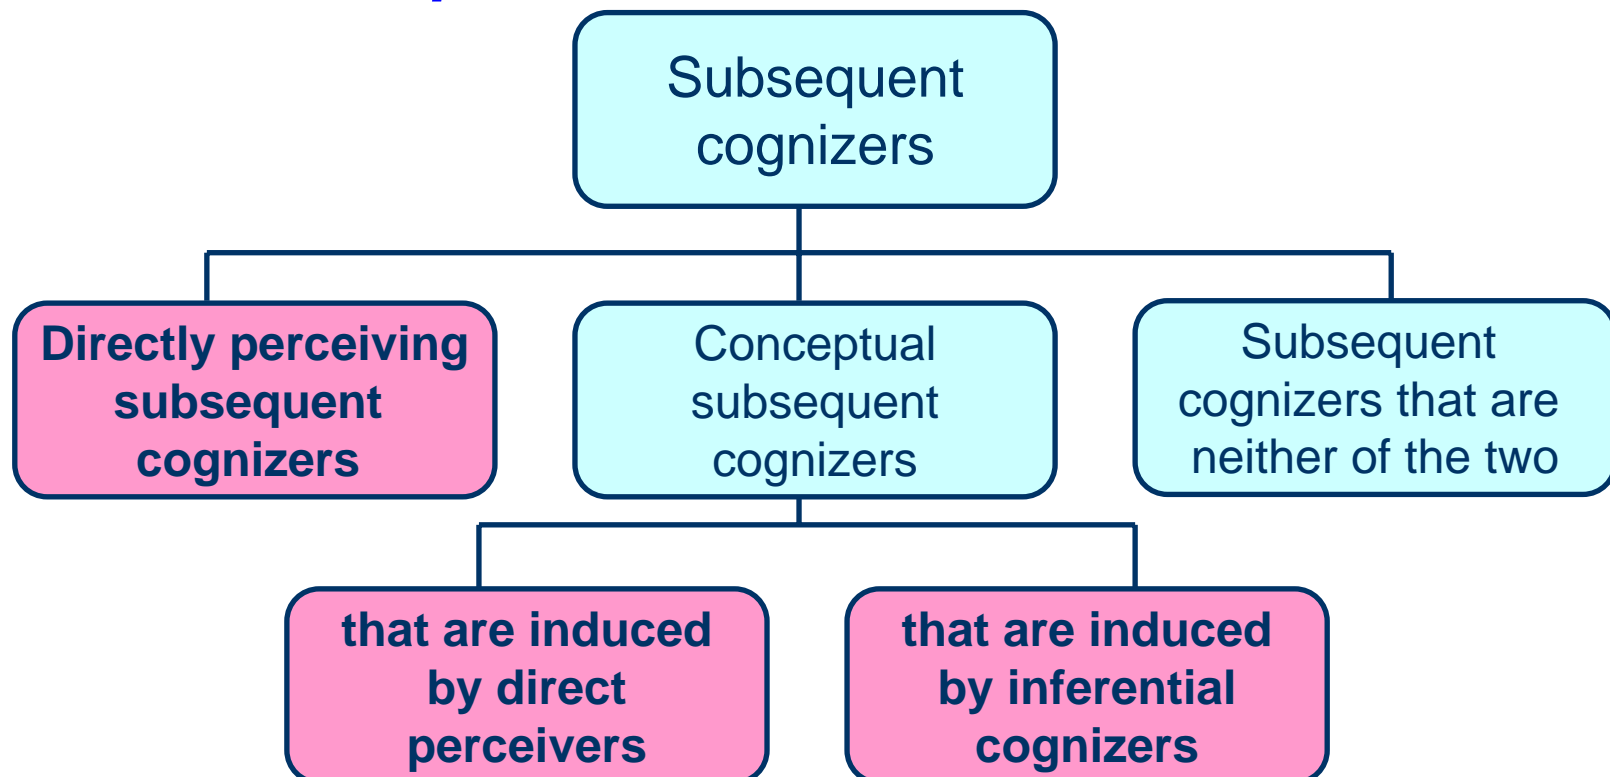 Subsequent
cognizers
Directly perceiving
subsequent
cognizers
Conceptual
subsequent
cognizers
Subsequent
cognizers that are
neither of the two
that are induced
by direct
perceivers
that are induced
by inferential
cognizers